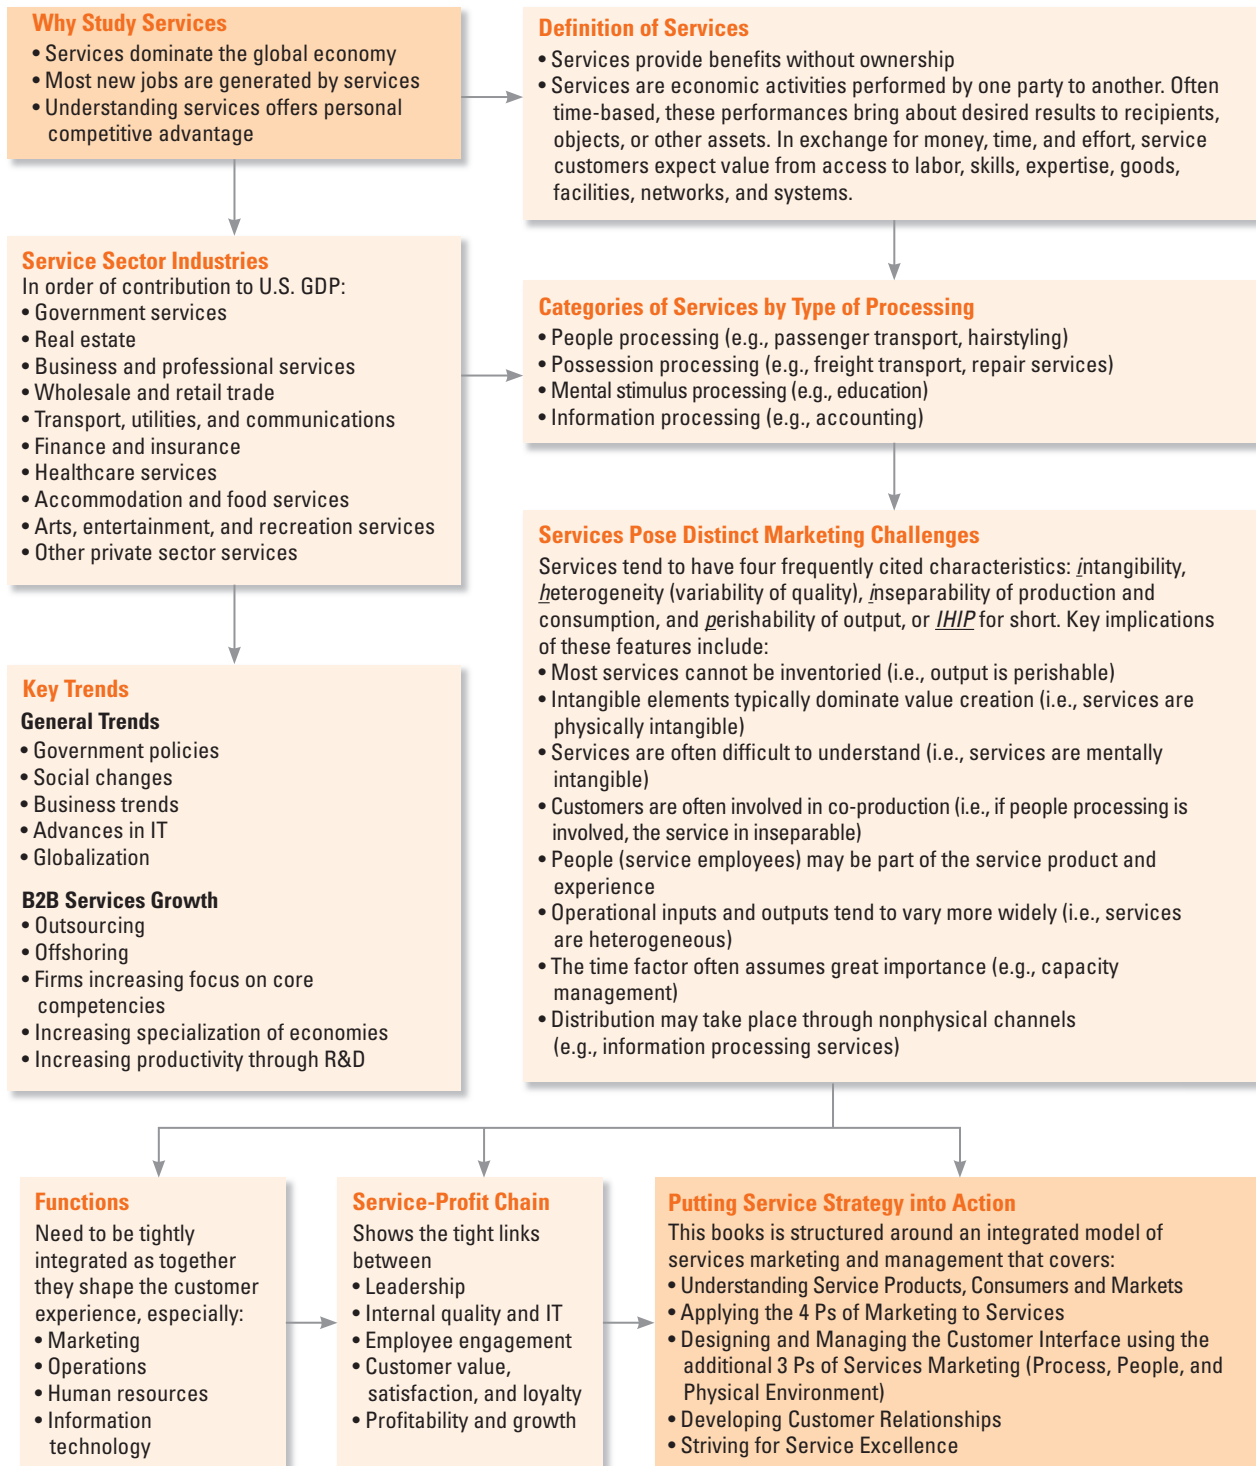 Why Study Services
• Services dominate the global economy
• Most new jobs are generated by services
• Understanding services offers personal
competitive advantage
Definition of Services
• Services provide benefits without ownership
• Services are economic activities performed by one party to another. Often
time-based, these performances bring about desired results to recipients,
objects, or other assets. In exchange for money, time, and effort, service
customers expect value from access to labor, skills, expertise, goods,
facilities, networks, and systems.
Service Sector Industries
In order of contribution to U.S. GDP:
• Government services
• Real estate
• Business and professional services
• Wholesale and retail trade
• Transport, utilities, and communications
• Finance and insurance
• Healthcare services
• Accommodation and food services
• Arts, entertainment, and recreation services
• Other private sector services
Categories of Services by Type of Processing
• People processing (e.g., passenger transport, hairstyling)
• Possession processing (e.g., freight transport, repair services)
• Mental stimulus processing (e.g., education)
• Information processing (e.g., accounting)
Key Trends
General Trends
• Government policies
• Social changes
• Business trends
• Advances in IT
• Globalization
B2B Services Growth
• Outsourcing
• Offshoring
• Firms increasing focus on core
competencies
• Increasing specialization of economies
• Increasing productivity through R&D
Services Pose Distinct Marketing Challenges
Services tend to have four frequently cited characteristics: intangibility,
heterogeneity (variability of quality), inseparability of production and
consumption, and perishability of output, or IHIP for short. Key implications
of these features include:
• Most services cannot be inventoried (i.e., output is perishable)
• Intangible elements typically dominate value creation (i.e., services are
physically intangible)
• Services are often difficult to understand (i.e., services are mentally
intangible)
• Customers are often involved in co-production (i.e., if people processing is
involved, the service in inseparable)
• People (service employees) may be part of the service product and
experience
• Operational inputs and outputs tend to vary more widely (i.e., services
are heterogeneous)
• The time factor often assumes great importance (e.g., capacity
management)
• Distribution may take place through nonphysical channels
(e.g., information processing services)
Functions
Need to be tightly
integrated as together
they shape the customer
experience, especially:
• Marketing
• Operations
• Human resources
• Information
technology
Service-Profit Chain
Shows the tight links
between
• Leadership
• Internal quality and IT
• Employee engagement
• Customer value,
satisfaction, and loyalty
• Profitability and growth
Putting Service Strategy into Action
This books is structured around an integrated model of
services marketing and management that covers:
• Understanding Service Products, Consumers and Markets
• Applying the 4 Ps of Marketing to Services
• Designing and Managing the Customer Interface using the
additional 3 Ps of Services Marketing (Process, People, and
Physical Environment)
• Developing Customer Relationships
• Striving for Service Excellence